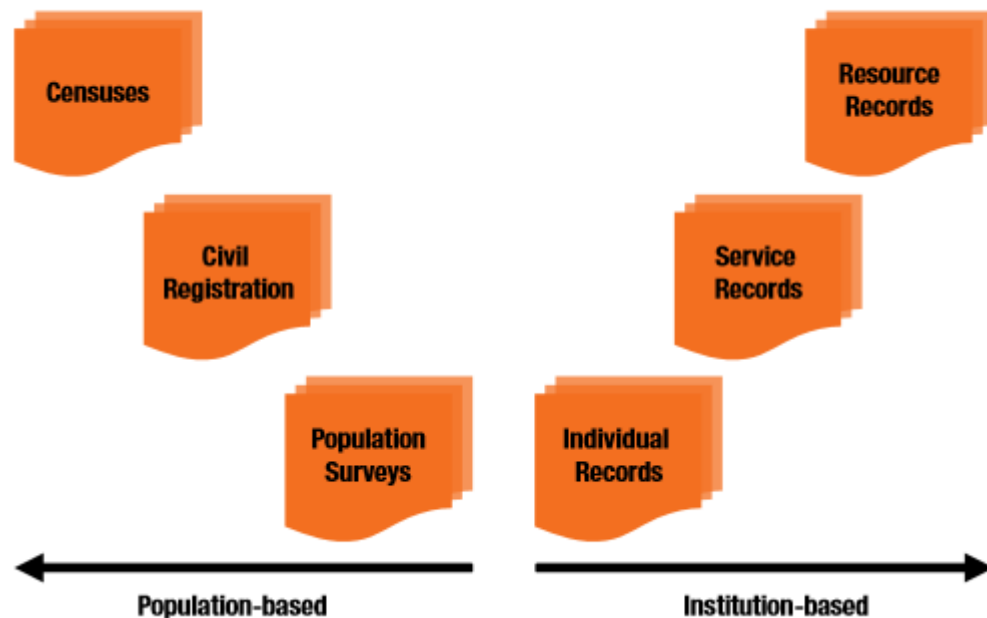 Censuses
Resource
Records
Civil
Registration
Service
Records
Population
Surveys
Individual
Records
Population-based
Institution-based